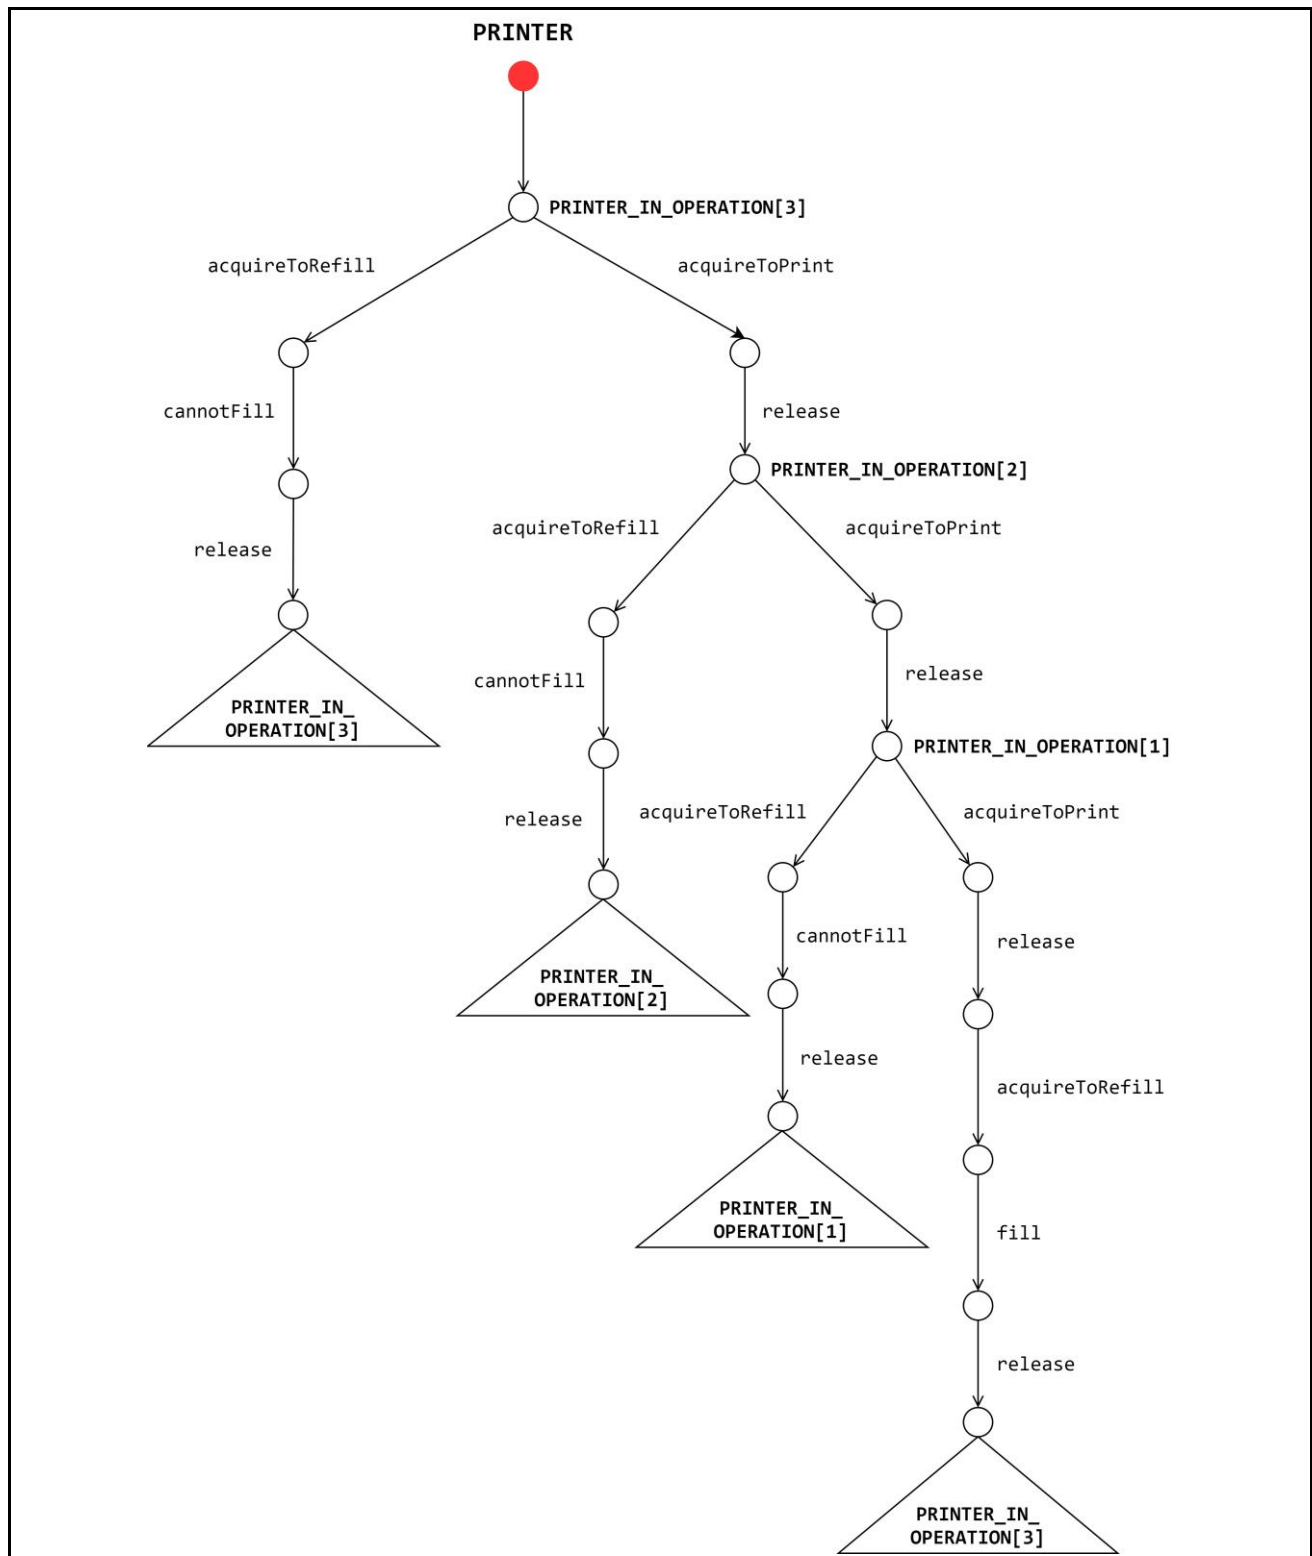 PRINTER
PRINTER_IN_OPERATION[3]
acquireToRefill
acquireToPrint
cannotFill
release
PRINTER_IN_OPERATION[2]
acquireToRefill
acquireToPrint
release
cannotFill
release
PRINTER_IN_
OPERATION[3]
PRINTER_IN_OPERATION[1]
release
acquireToRefill
acquireToPrint
cannotFill
release
PRINTER_IN_
OPERATION[2]
release
acquireToRefill
PRINTER_IN_
OPERATION[1]
fill
release
PRINTER_IN_
OPERATION[3]